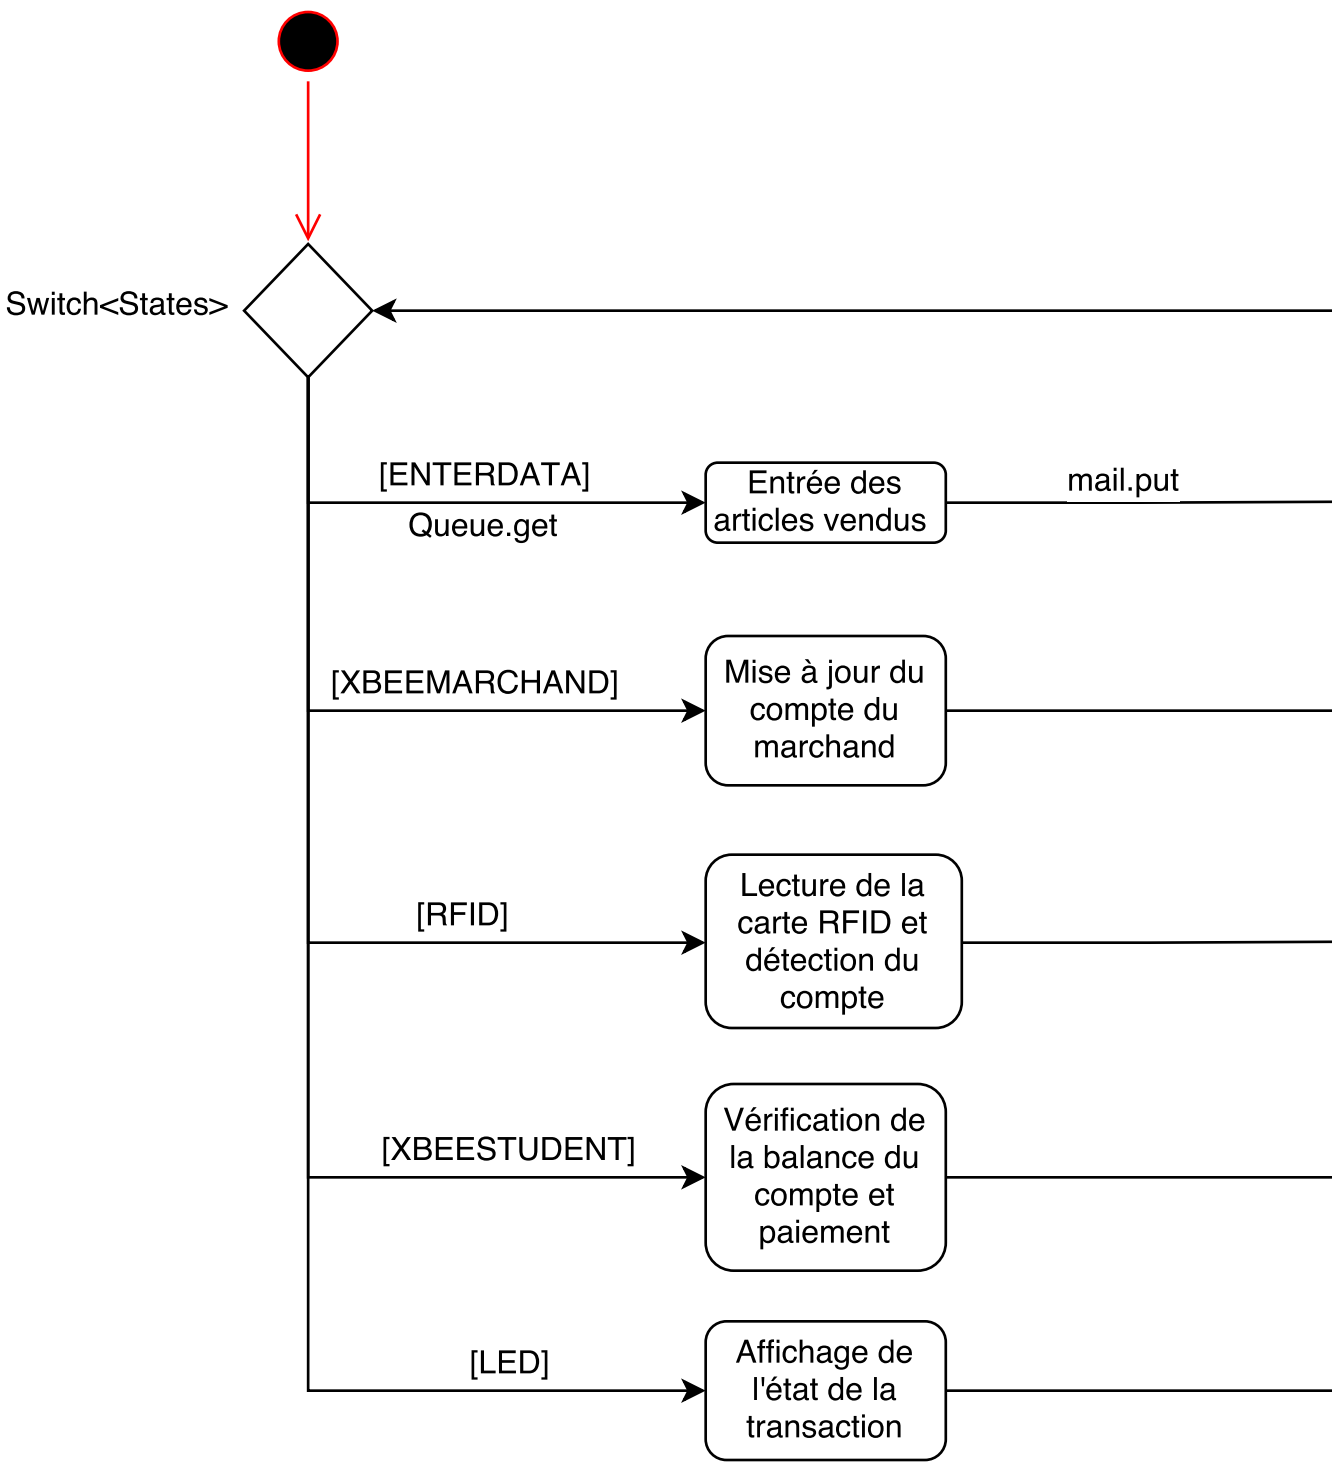 Switch<States>
[ENTERDATA]
Queue.get
Entrée des
articles vendus
mail.put
[XBEEMARCHAND]
Mise à jour du
compte du
marchand
[RFID]
Lecture de la
carte RFID et
détection du
compte
[XBEESTUDENT]
Vérification de
la balance du
compte et
paiement
[LED]
Affichage de
l'état de la
transaction